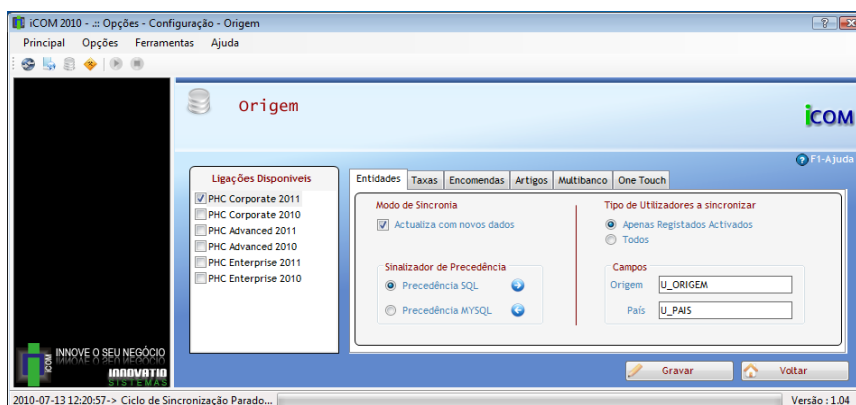 iCOM 2010 - .:: Opções - Configuração - Origem
Principal Opções Ferramentas Ajuda
Origem
iCOM
F1-Ajuda
Ligações Disponiveis
PHC Corporate 2011
PHC Corporate 2010
PHC Advanced 2011
PHC Advanced 2010
PHC Enterprise 2011
PHC Enterprise 2010
Entidades Taxas Encomendas Artigos Multibanco One Touch
Modo de Sincronia
Actualiza com novos dados
Sinalizador de Precedência
Precedência SQL
Precedência MYSQL
Tipo de Utilizadores a sincronizar
Apenas Registados Activados
Todos
Campos
Origem U_ORIGEM
País U_PAIS
iCOM
INNOVE O SEU NEGÓCIO
INNOVATIO
SISTEMAS
Gravar Voltar
2010-07-13 12:20:57-> Ciclo de Sincronização Parado... Versão : 1.04